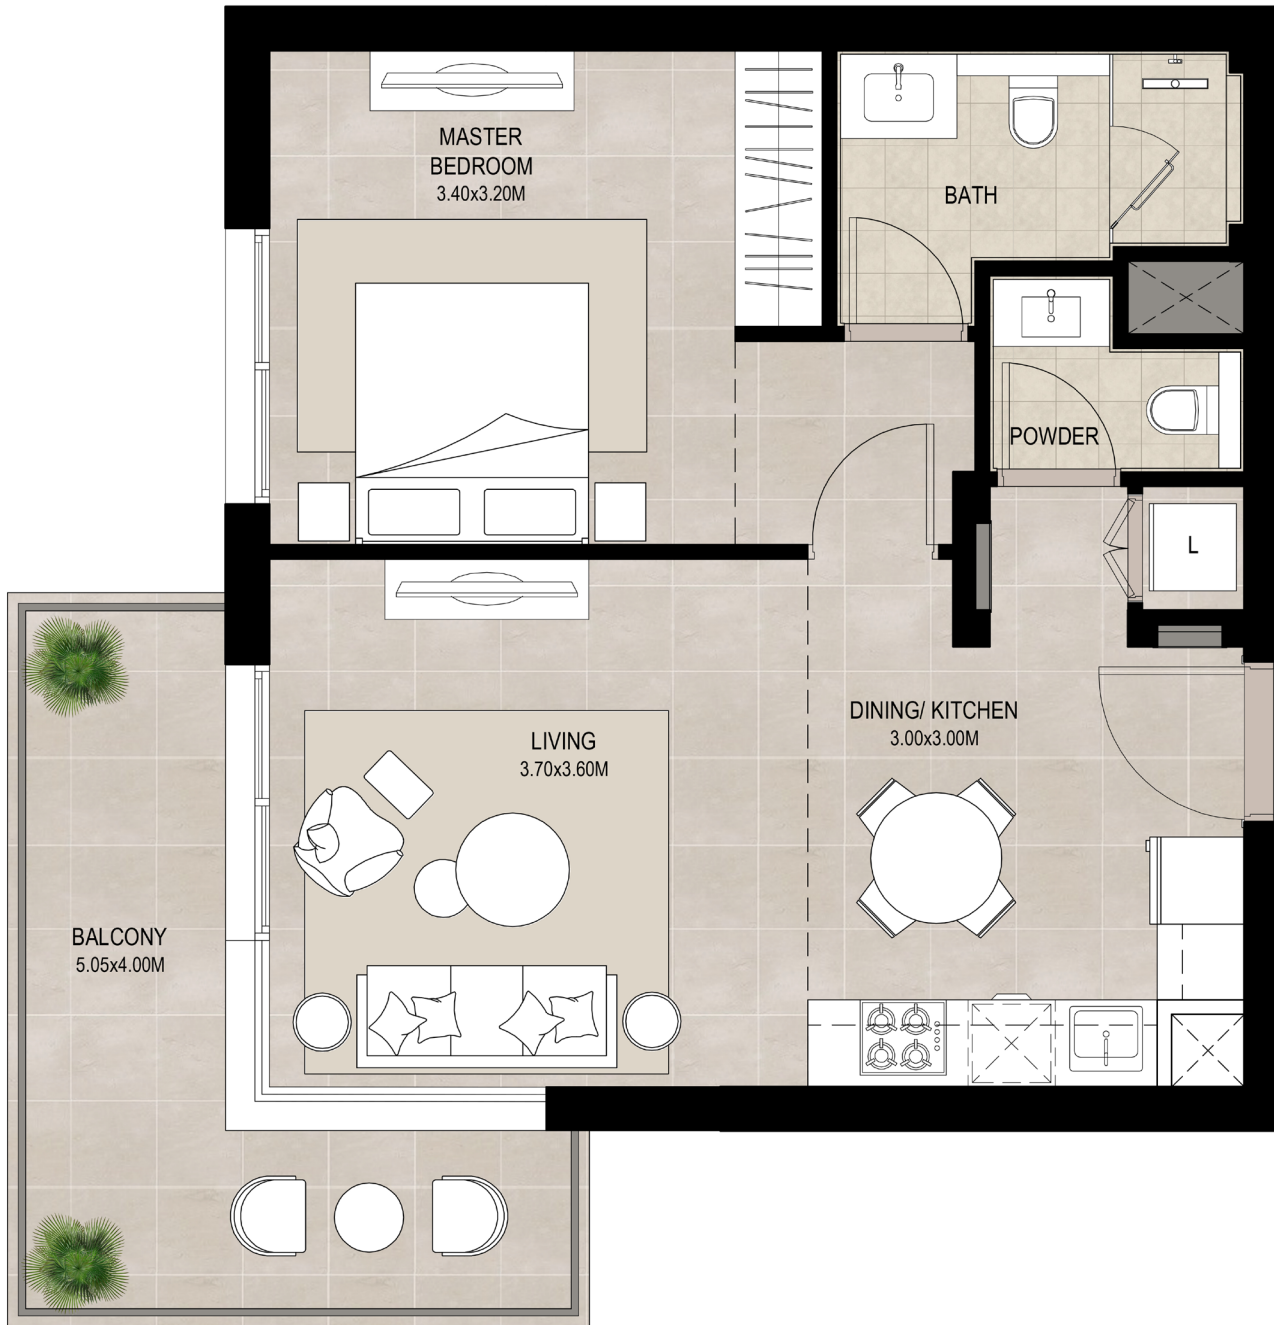 MASTER
BEDROOM
3.40x3.20M
BATH
POWDER
L
DINING/ KITCHEN
3.00x3.00M
LIVING
3.70x3.60M
BALCONY
5.05x4.00M